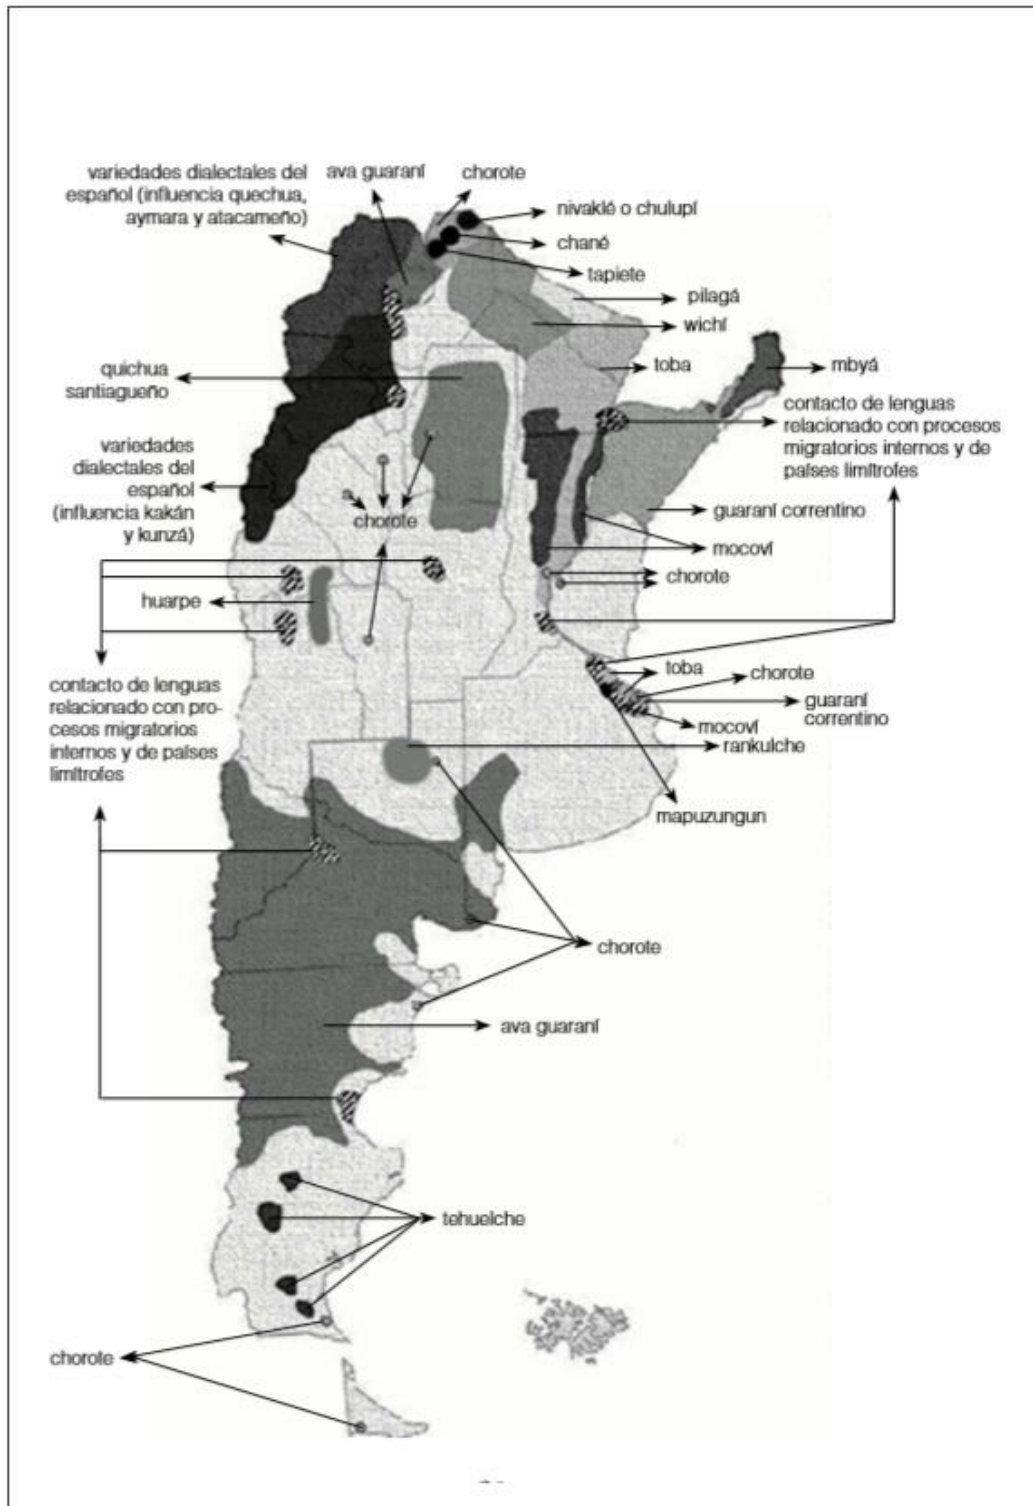 variedades dialectales del
español (influencia quechua,
aymara y atacameño)
ava guaraní
chorote
nivaklé o chulupí
chané
tapiete
pilagá
wichí
toba
mbyá
quichua
santiagueño
contacto de lenguas
relacionado con procesos
migratorios internos y de
países limítrofes
variedades
dialectales del
español
(influencia kakán
y kunzá)
chorote
guaraní correntino
mocoví
chorote
huarpe
contacto de lenguas
relacionado con pro-
cesos migratorios
internos y de países
limítrofes
toba
chorote
guaraní
correntino
mocoví
rankulche
mapuzungun
chorote
ava guaraní
tehuelche
chorote